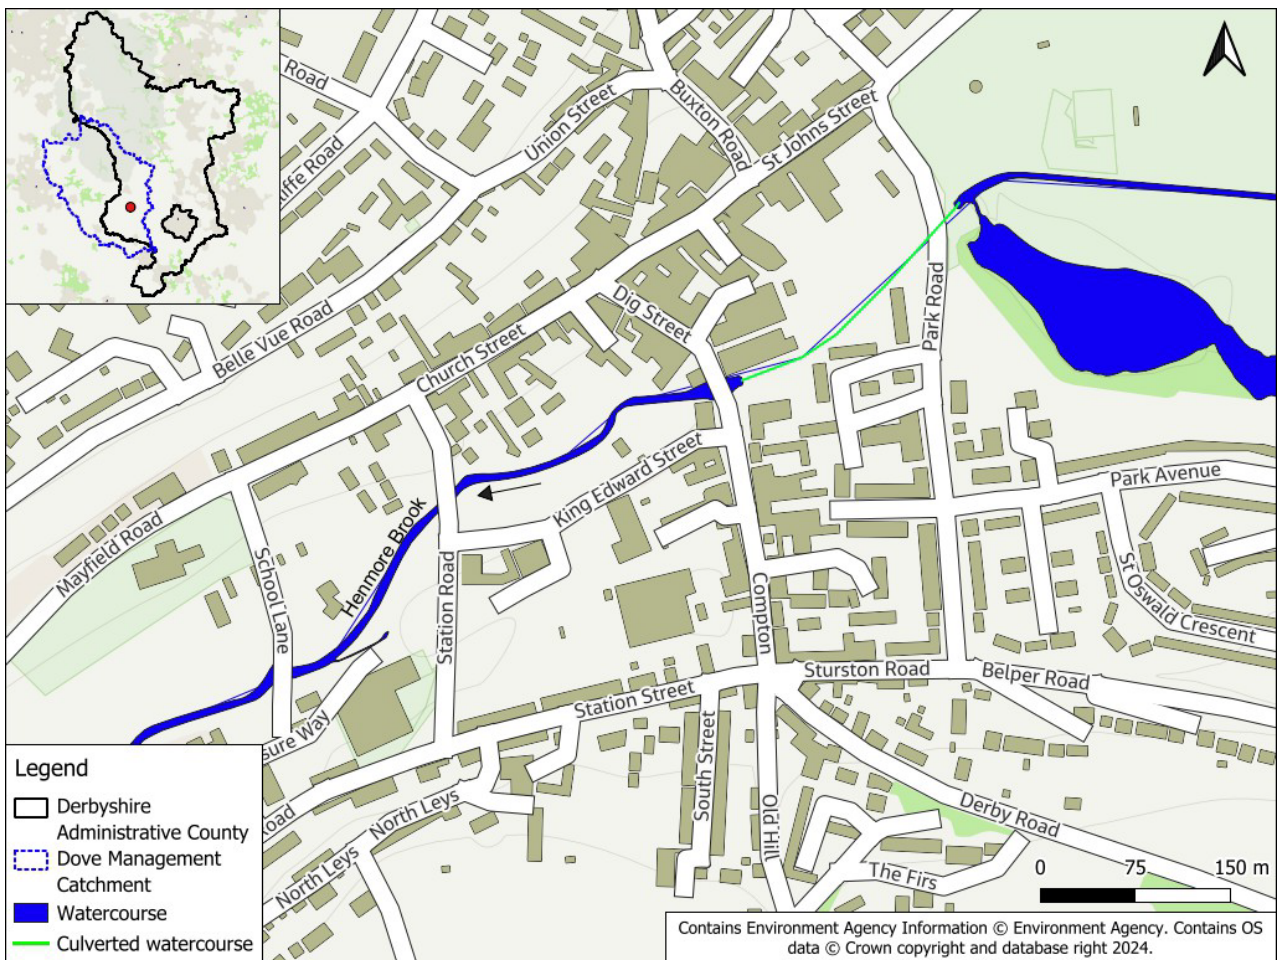 Road
Union Street
Buxton Road
St Johns Street
iffe Road
Belle Vue Road
Church Street
Dig Street
Park Road
Mayfield Road
School Lane
Henmore Brook
Station Road
King Edward Street
Compton
Park Avenue
St Oswald Crescent
Station Street
Sturston Road
Belper Road
sure Way
South Street
Old Hill
Derby Road
The Firs
Road
North Leys
North Leys
Legend
Derbyshire
Administrative County
Dove Management
Catchment
Watercourse
Culverted watercourse
0 75 150 m
Contains Environment Agency Information © Environment Agency. Contains OS
data © Crown copyright and database right 2024.